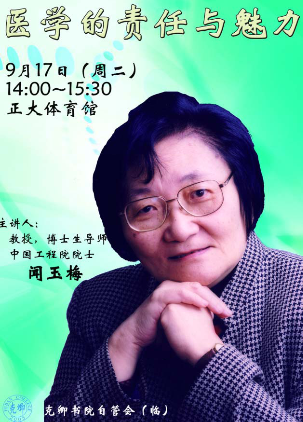 医学的责任与魅力
9月17日（周二）
14:00~15:30
正大体育馆
主讲人：
教授，博士生导师
中国工程院院士
闻玉梅
克卿
克卿书院自管会（临）